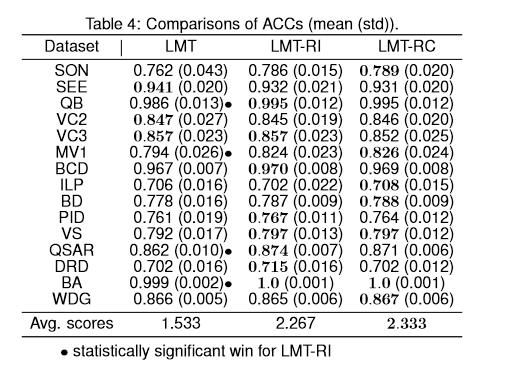 Table 4: Comparisons of ACCs (mean (std)).
Dataset | LMT LMT-RI LMT-RC
SON 0.762 (0.043) 0.786 (0.015) 0.789 (0.020)
SEE 0.941 (0.020) 0.932 (0.021) 0.931 (0.020)
QB 0.986 (0.013)• 0.995 (0.012) 0.995 (0.012)
VC2 0.847 (0.027) 0.845 (0.019) 0.846 (0.020)
VC3 0.857 (0.023) 0.857 (0.023) 0.852 (0.025)
MV1 0.794 (0.026)• 0.824 (0.023) 0.826 (0.024)
BCD 0.967 (0.007) 0.970 (0.008) 0.969 (0.008)
ILP 0.706 (0.016) 0.702 (0.022) 0.708 (0.015)
BD 0.778 (0.016) 0.787 (0.009) 0.788 (0.009)
PID 0.761 (0.019) 0.767 (0.011) 0.764 (0.012)
VS 0.792 (0.017) 0.797 (0.013) 0.797 (0.012)
QSAR 0.862 (0.010)• 0.874 (0.007) 0.871 (0.006)
DRD 0.702 (0.016) 0.715 (0.016) 0.702 (0.012)
BA 0.999 (0.002)• 1.0 (0.001) 1.0 (0.001)
WDG 0.866 (0.005) 0.865 (0.006) 0.867 (0.006)
Avg. scores 1.533 2.267 2.333
• statistically significant win for LMT-RI